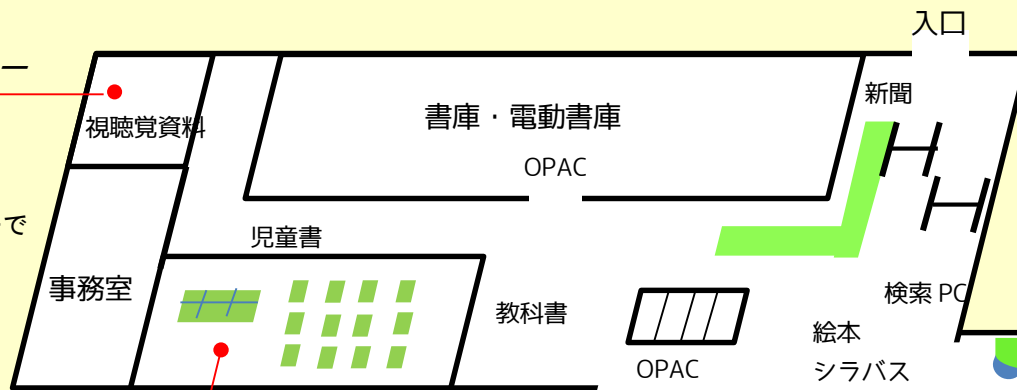 入口
ー
新聞
視聴覚資料
書庫・電動書庫
OPAC
で
児童書
事務室
教科書
検索 PC
絵本
シラバス
OPAC